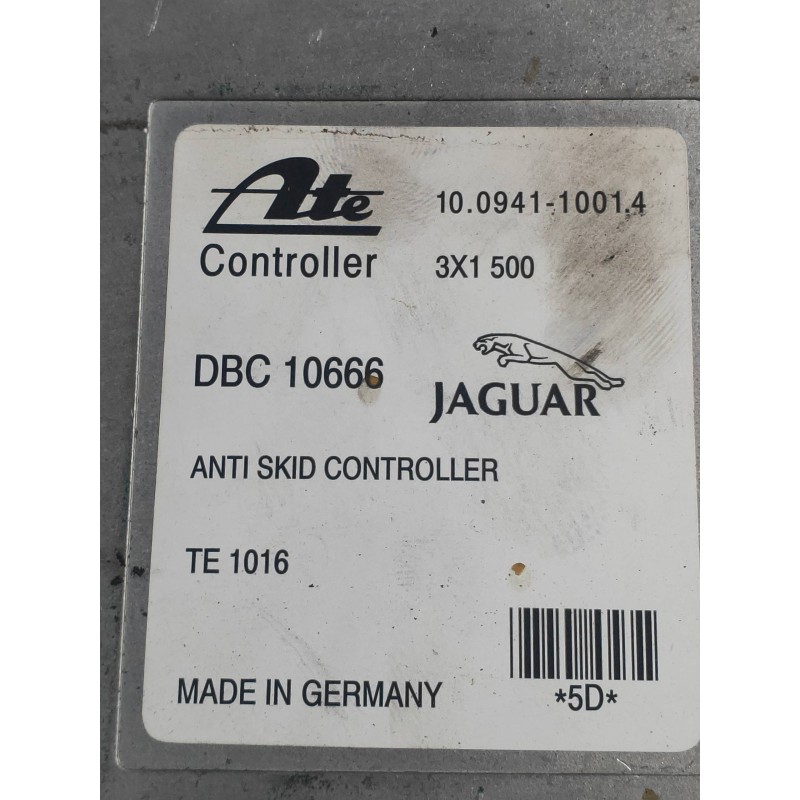 Ate 10.0941-1001.4
Controller 3X1 500
DBC 10666 JAGUAR
ANTI SKID CONTROLLER
TE 1016
MADE IN GERMANY *5D*